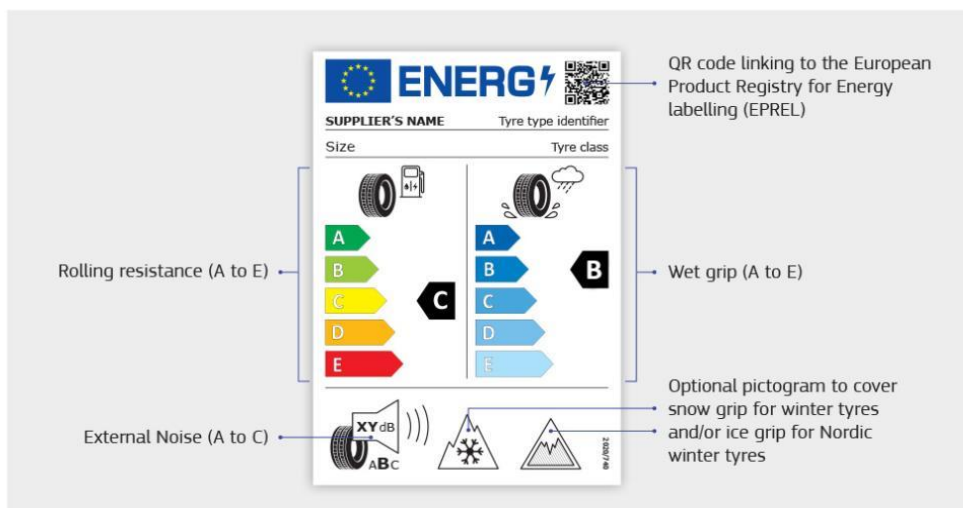 ENERG
QR code linking to the European
Product Registry for Energy
labelling (EPREL)
SUPPLIER'S NAME Tyre type identifier
Size Tyre class
Rolling resistance (A to E)
A
B
C
D
E
C
A
B
C
D
E
B
Wet grip (A to E)
External Noise (A to C)
XY dB
ABC
2020/740
Optional pictogram to cover
snow grip for winter tyres
and/or ice grip for Nordic
winter tyres